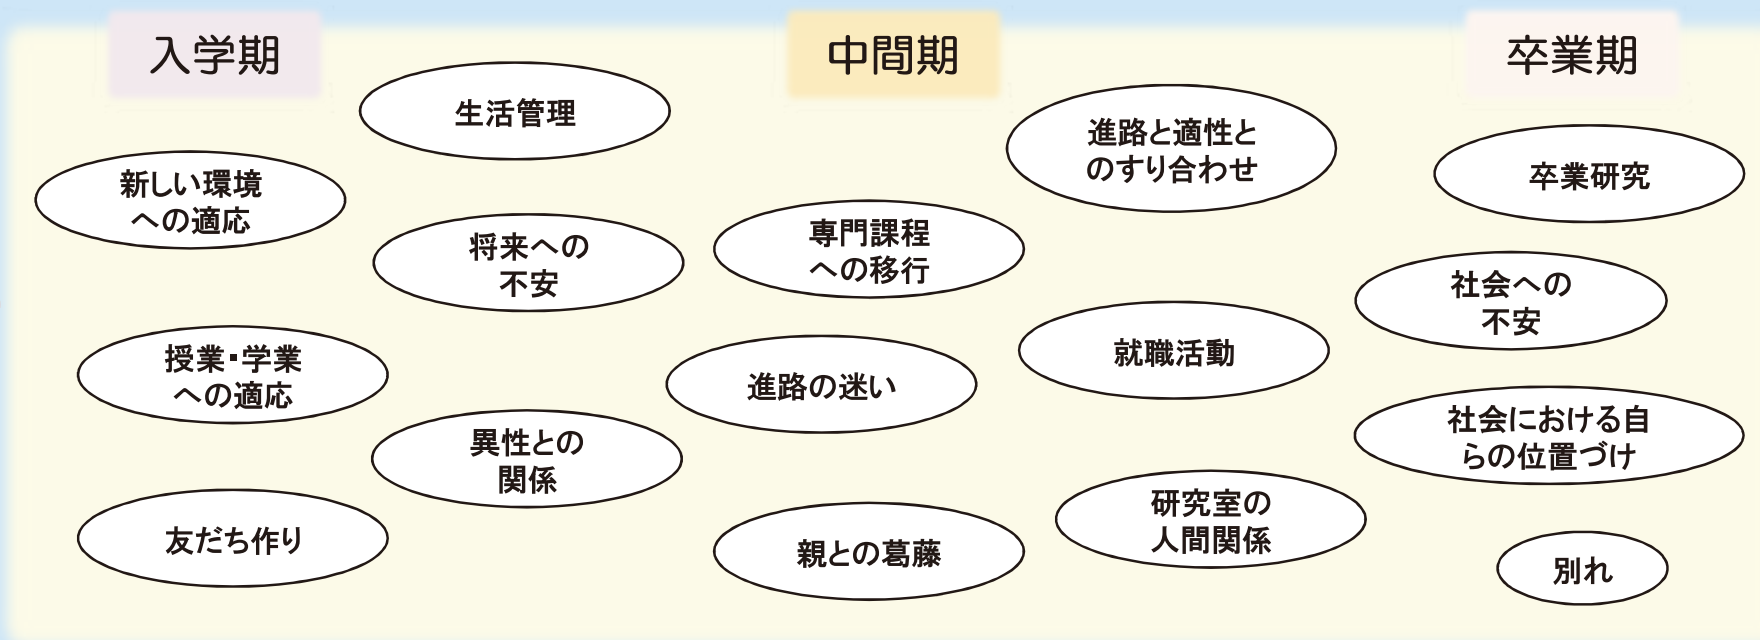 入学期
生活管理
新しい環境
への適応
将来への
不安
授業・学業
への適応
異性との
関係
友だち作り
中間期
進路と適性と
のすり合わせ
専門課程
への移行
就職活動
進路の迷い
研究室の
人間関係
親との葛藤
卒業期
卒業研究
社会への
不安
社会における自
らの位置づけ
別れ